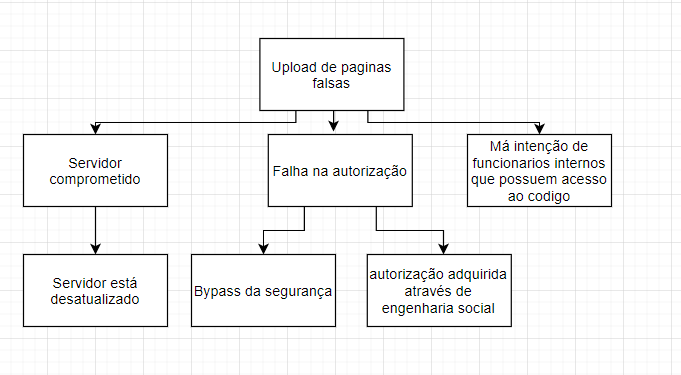 Upload de paginas
falsas
Servidor
comprometido
Falha na autorização
Má intenção de
funcionarios internos
que possuem acesso
ao codigo
Servidor está
desatualizado
Bypass da segurança
autorização adquirida
através de
engenharia social